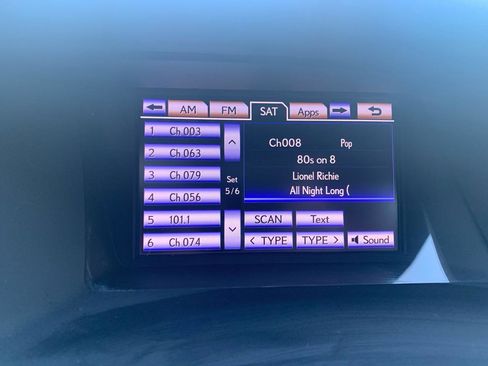 AM FM SAT Apps
1 Ch 003
2 Ch 063
3 Ch 079
4 Ch 056
5 101.1
6 Ch 074
Set
5/6
Ch008 Pop
80s on 8
Lionel Richie
All Night Long (
SCAN Text
< TYPE TYPE > Sound